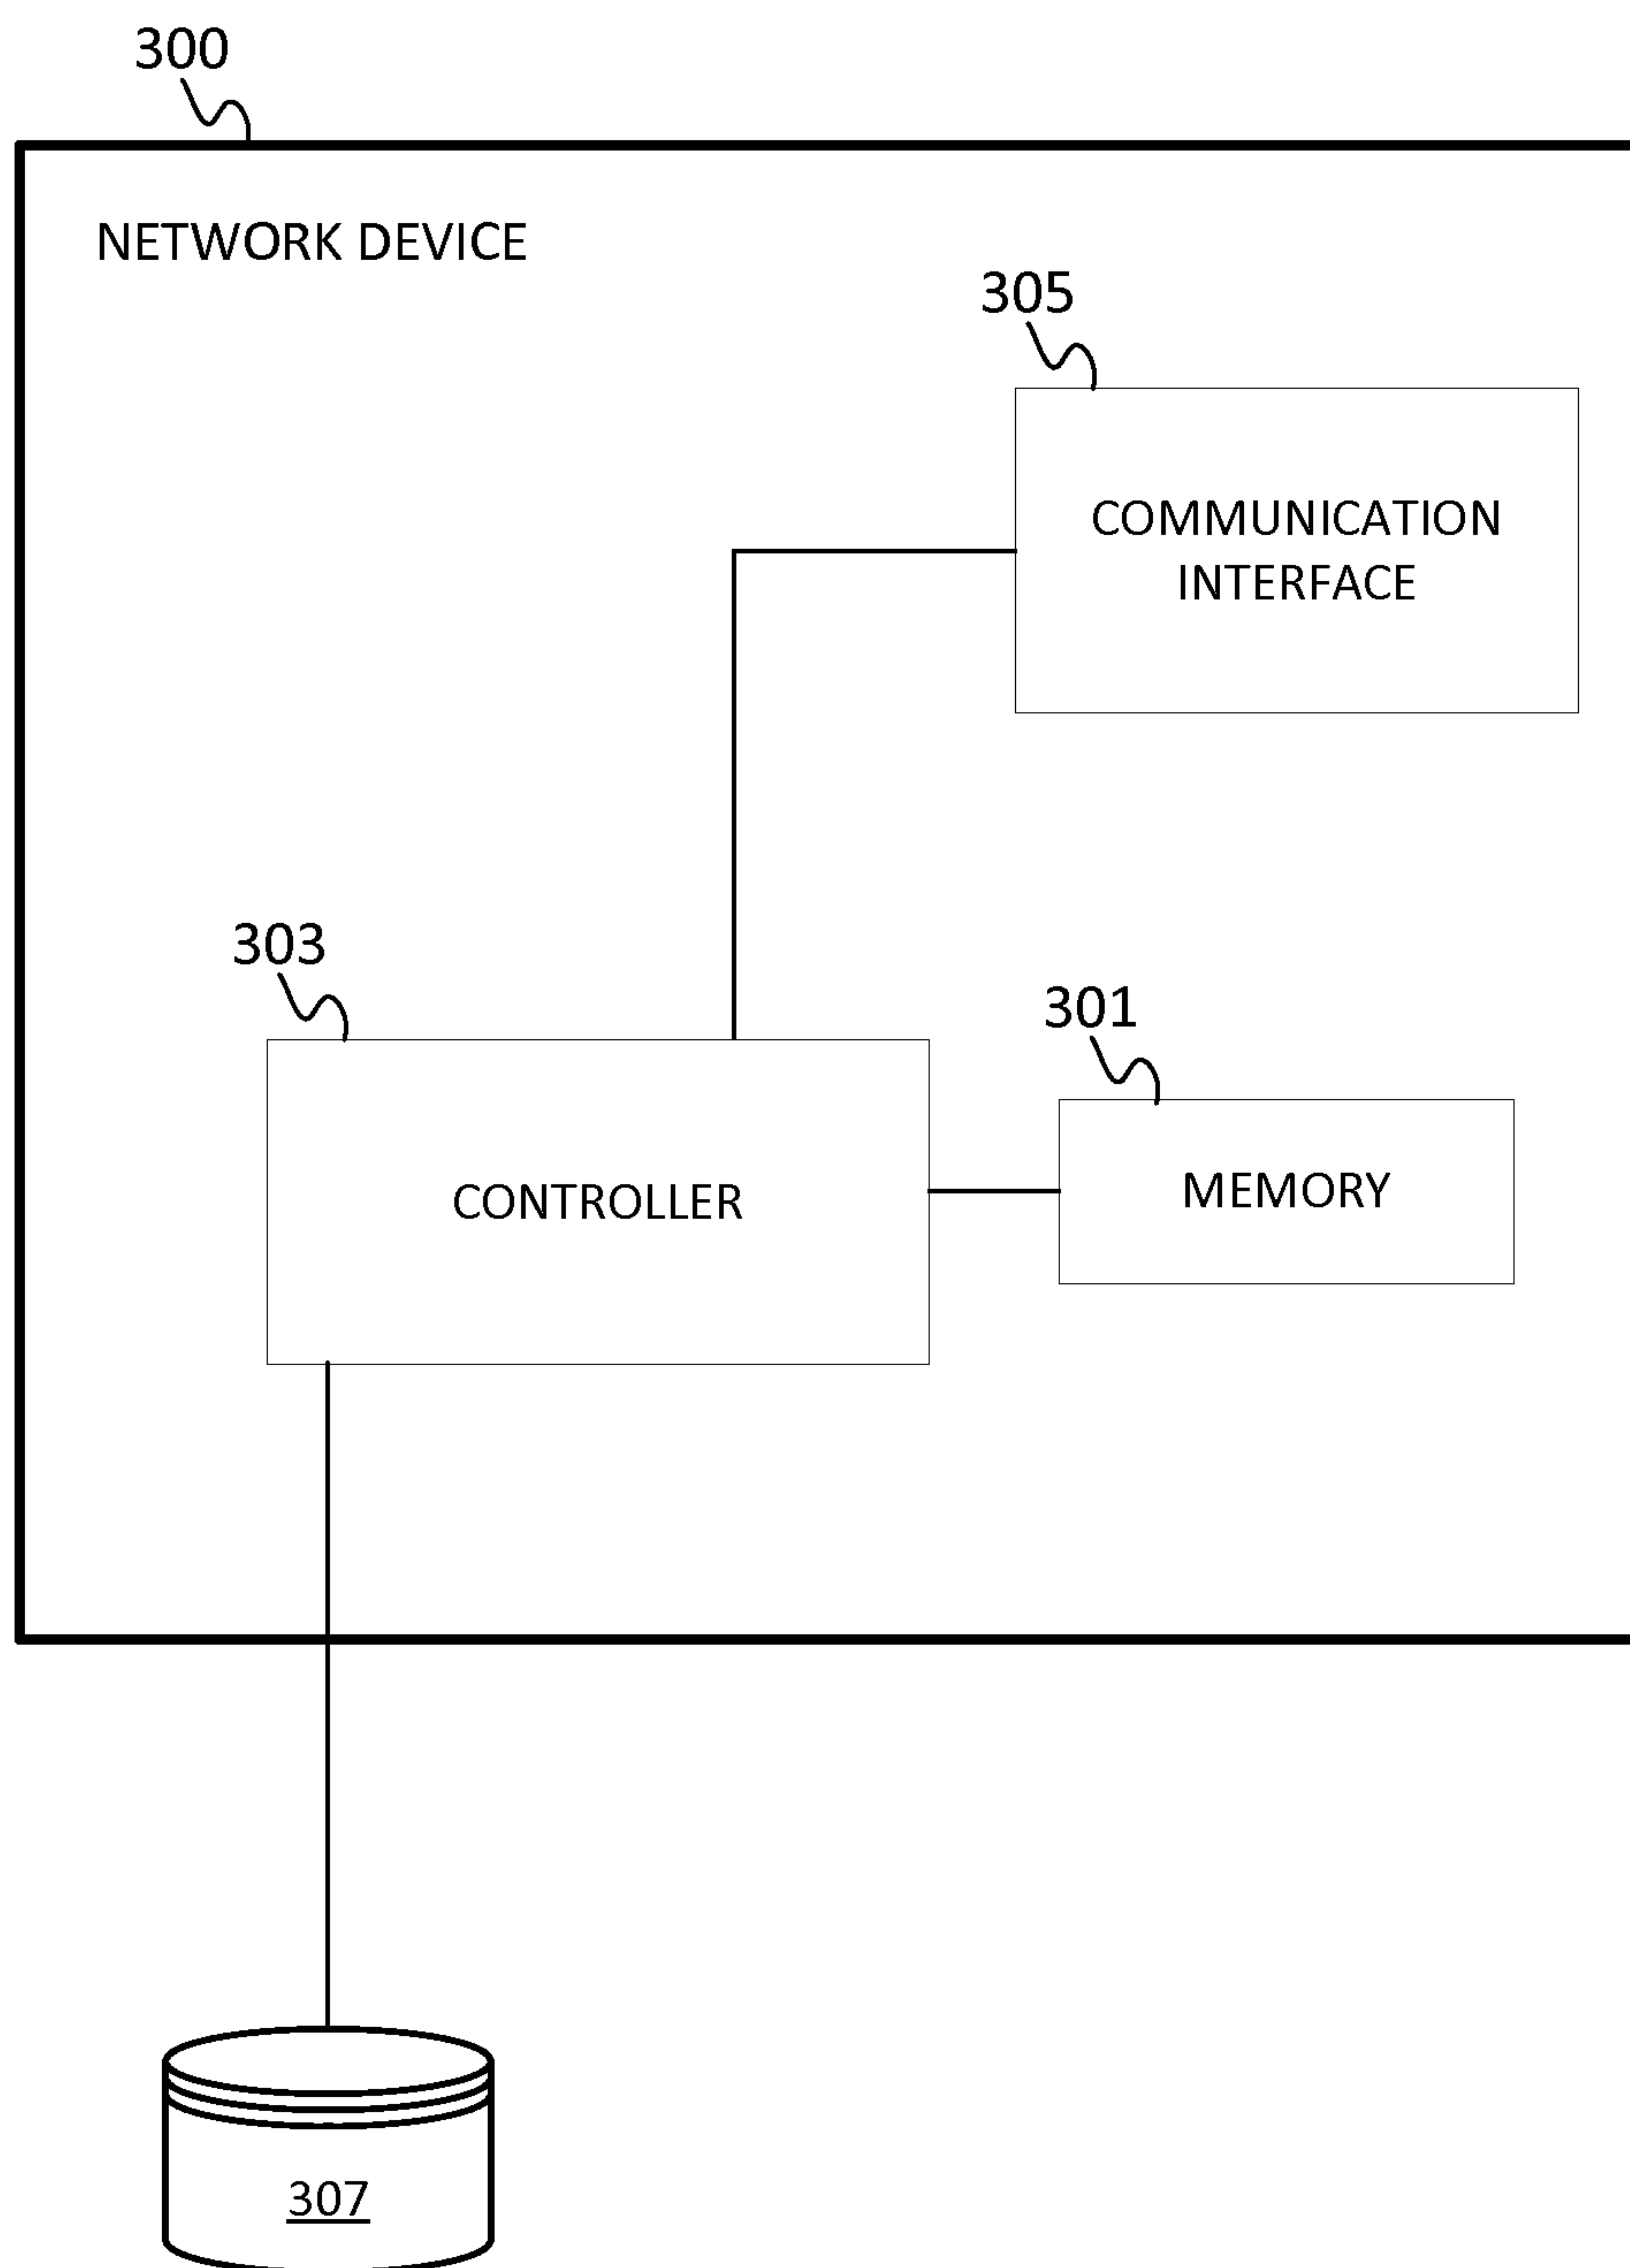 300
NETWORK DEVICE
305
COMMUNICATION
INTERFACE
303
301
CONTROLLER
MEMORY
307